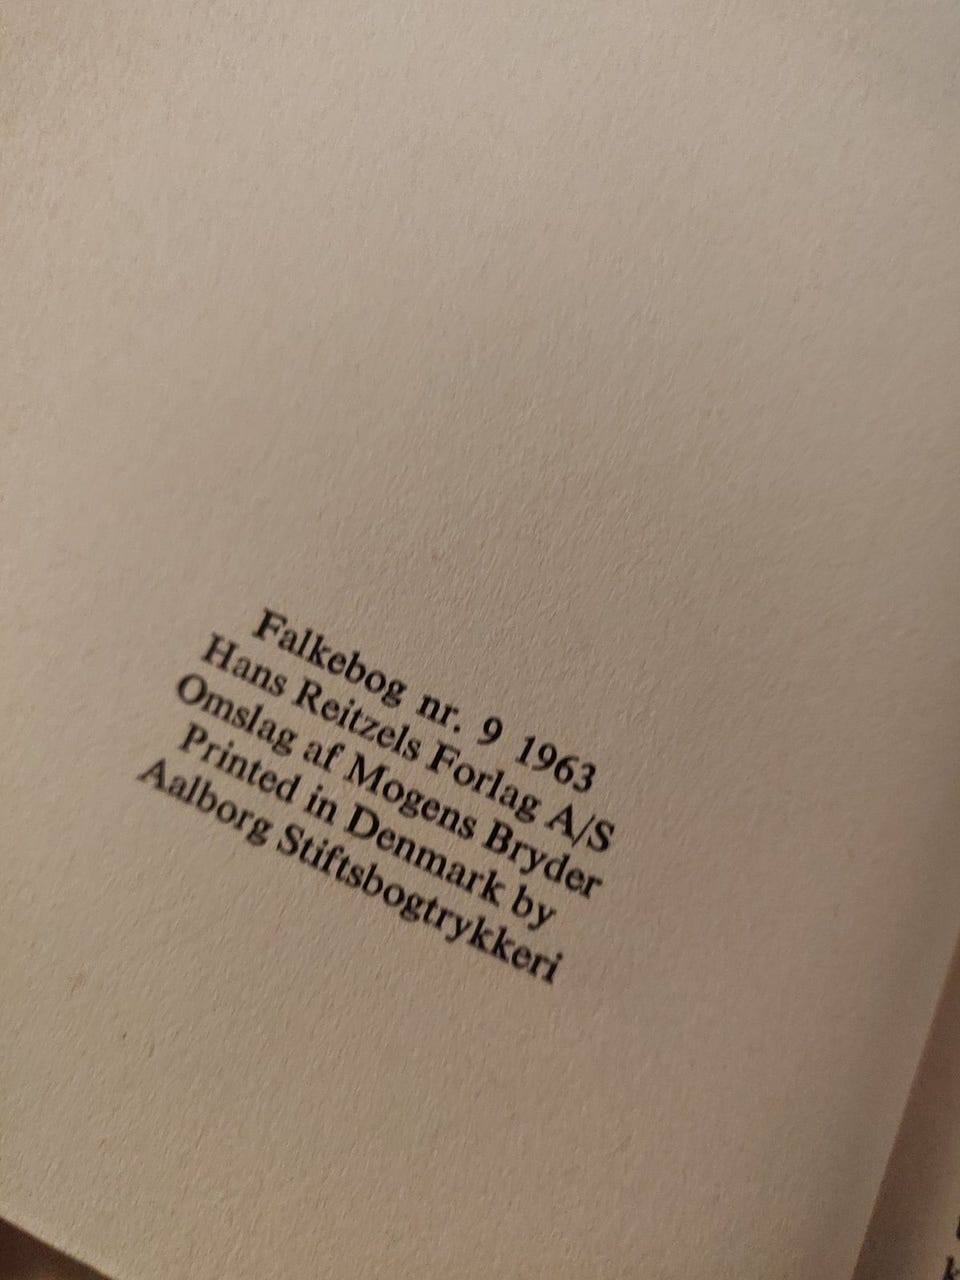 Falkebog nr. 9 1963
Hans Reitzels Forlag A/S
Omslag af Mogens Bryder
Printed in Denmark by
Aalborg Stiftsbogtrykkeri